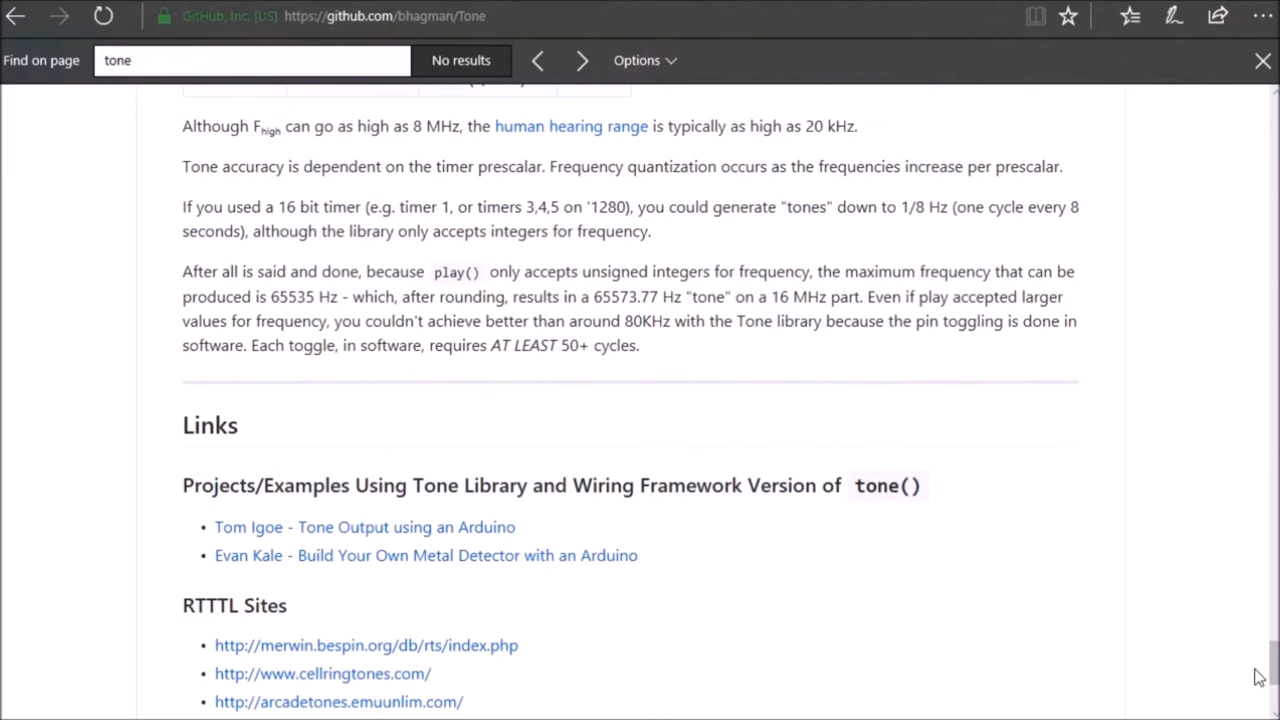 GitHub, Inc. [US] https://github.com/bhagman/Tone
Find on page tone No results Options
Although Fhigh can go as high as 8 MHz, the human hearing range is typically as high as 20 kHz.
Tone accuracy is dependent on the timer prescalar. Frequency quantization occurs as the frequencies increase per prescalar.
If you used a 16 bit timer (e.g. timer 1, or timers 3,4,5 on '1280), you could generate "tones" down to 1/8 Hz (one cycle every 8
seconds), although the library only accepts integers for frequency.
After all is said and done, because play() only accepts unsigned integers for frequency, the maximum frequency that can be
produced is 65535 Hz - which, after rounding, results in a 65573.77 Hz "tone" on a 16 MHz part. Even if play accepted larger
values for frequency, you couldn't achieve better than around 80KHz with the Tone library because the pin toggling is done in
software. Each toggle, in software, requires AT LEAST 50+ cycles.
Links
Projects/Examples Using Tone Library and Wiring Framework Version of tone()
• Tom Igoe - Tone Output using an Arduino
• Evan Kale - Build Your Own Metal Detector with an Arduino
RTTTL Sites
• http://merwin.bespin.org/db/rts/index.php
• http://www.cellringtones.com/
• http://arcadetones.emuunlim.com/